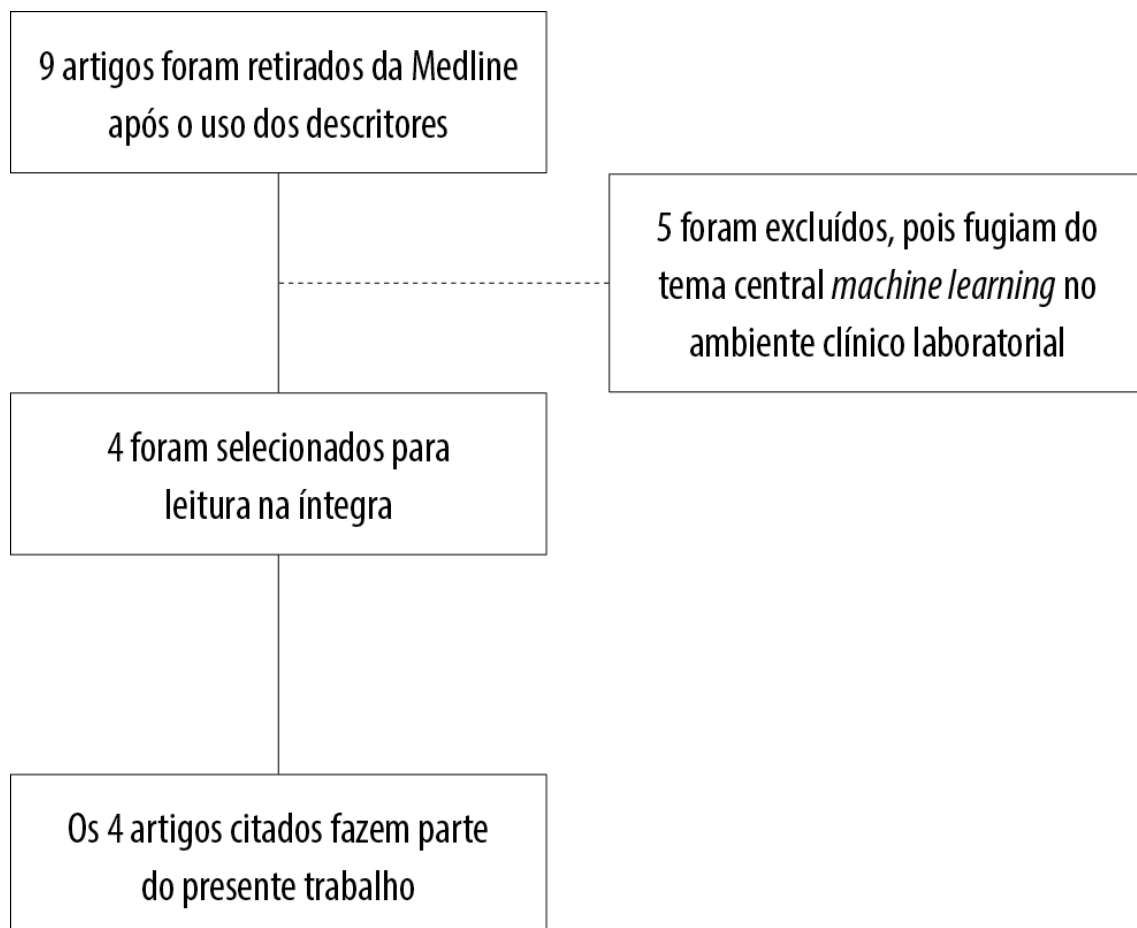 9 artigos foram retirados da Medline
após o uso dos descritores
5 foram excluídos, pois fugiam do
tema central machine learning no
ambiente clínico laboratorial
4 foram selecionados para
leitura na íntegra
Os 4 artigos citados fazem parte
do presente trabalho